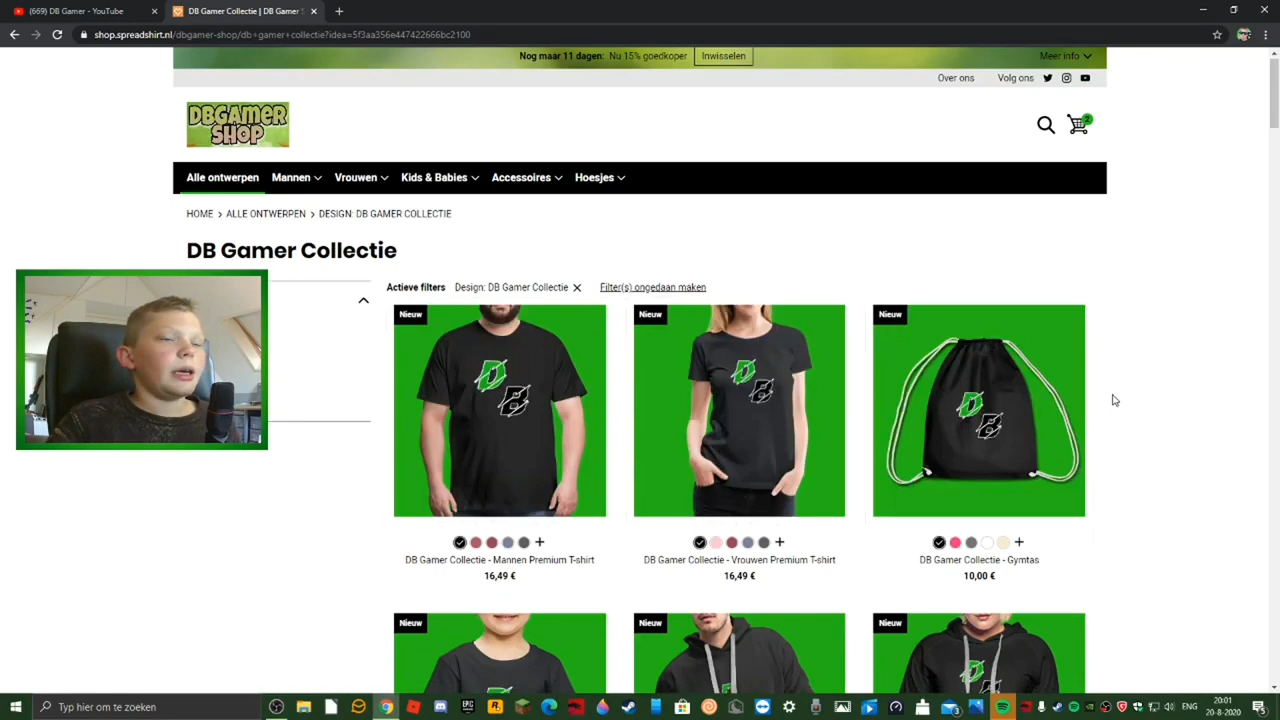 (669) DB Gamer - YouTube
DB Gamer Collectie | DB Gamer S
shop.spreadshirt.nl/dbgamer-shop/db+gamer+collectie?idea=5f3aa356e447422666bc2100
Nog maar 11 dagen: Nu 15% goedkoper Inwisselen Meer info
Over ons Volg ons
DBGAMER
SHOP
2
Alle ontwerpen Mannen Vrouwen Kids & Babies Accessoires Hoesjes
HOME > ALLE ONTWERPEN > DESIGN: DB GAMER COLLECTIE
DB Gamer Collectie
Actieve filters Design: DB Gamer Collectie Filter(s) ongedaan maken
Nieuw Nieuw Nieuw
DB DB DB
DB Gamer Collectie - Mannen Premium T-shirt DB Gamer Collectie - Vrouwen Premium T-shirt DB Gamer Collectie - Gymtas
16,49 € 16,49 € 10,00 €
Nieuw Nieuw Nieuw
Typ hier om te zoeken
ENG
20:01
20-8-2020